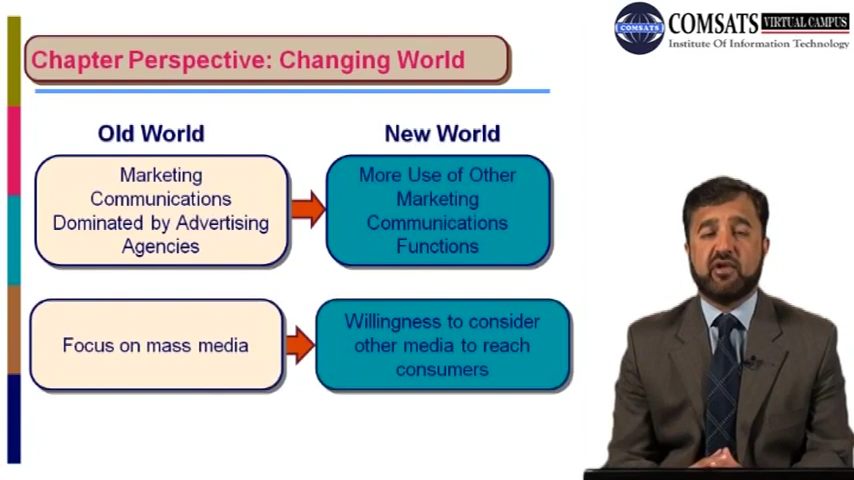 COMSATS VIRTUAL CAMPUS
Institute Of Information Technology
COMSATS
Chapter Perspective: Changing World
Old World
New World
Marketing
Communications
Dominated by Advertising
Agencies
More Use of Other
Marketing
Communications
Functions
Focus on mass media
Willingness to consider
other media to reach
consumers